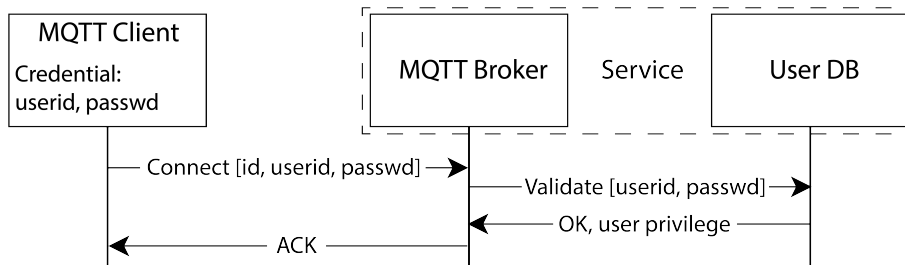 MQTT Client
Credential:
userid, passwd
MQTT Broker
Service
User DB
Connect [id, userid, passwd]
Validate [userid, passwd]
OK, user privilege
ACK